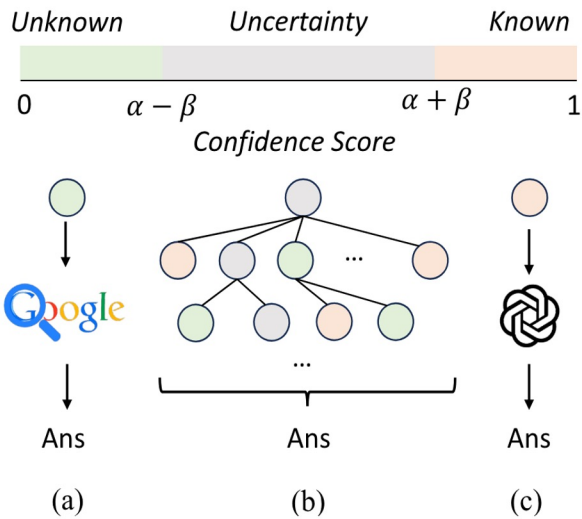 Unknown Uncertainty Known
0 α − β α + β 1
Confidence Score
...
Google
...
Ans Ans Ans
(a) (b) (c)